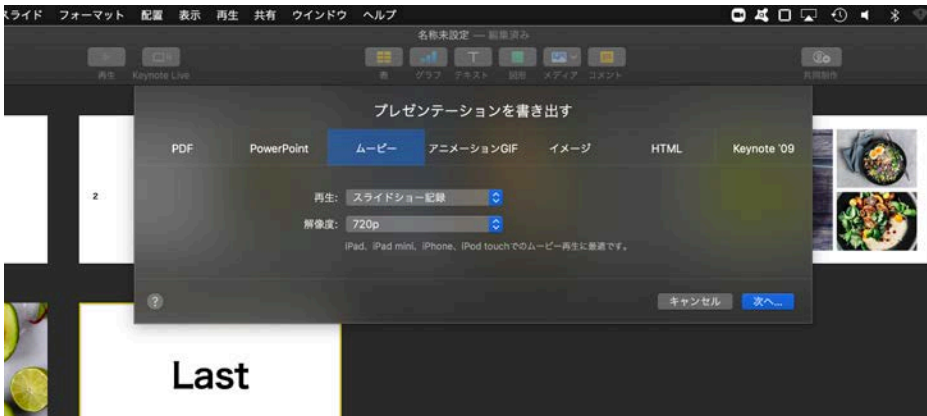 スライド フォーマット 配置 表示 再生 共有 ウインドウ ヘルプ
名称未設定 — 編集済み
再生 Keynote Live 表 グラフ テキスト 図形 メディア コメント 共同制作
プレゼンテーションを書き出す
PDF PowerPoint ムービー アニメーションGIF イメージ HTML Keynote '09
2
再生: スライドショー記録
解像度: 720p
iPad、iPad mini、iPhone、iPod touchでのムービー再生に最適です。
? キャンセル 次へ...
Last